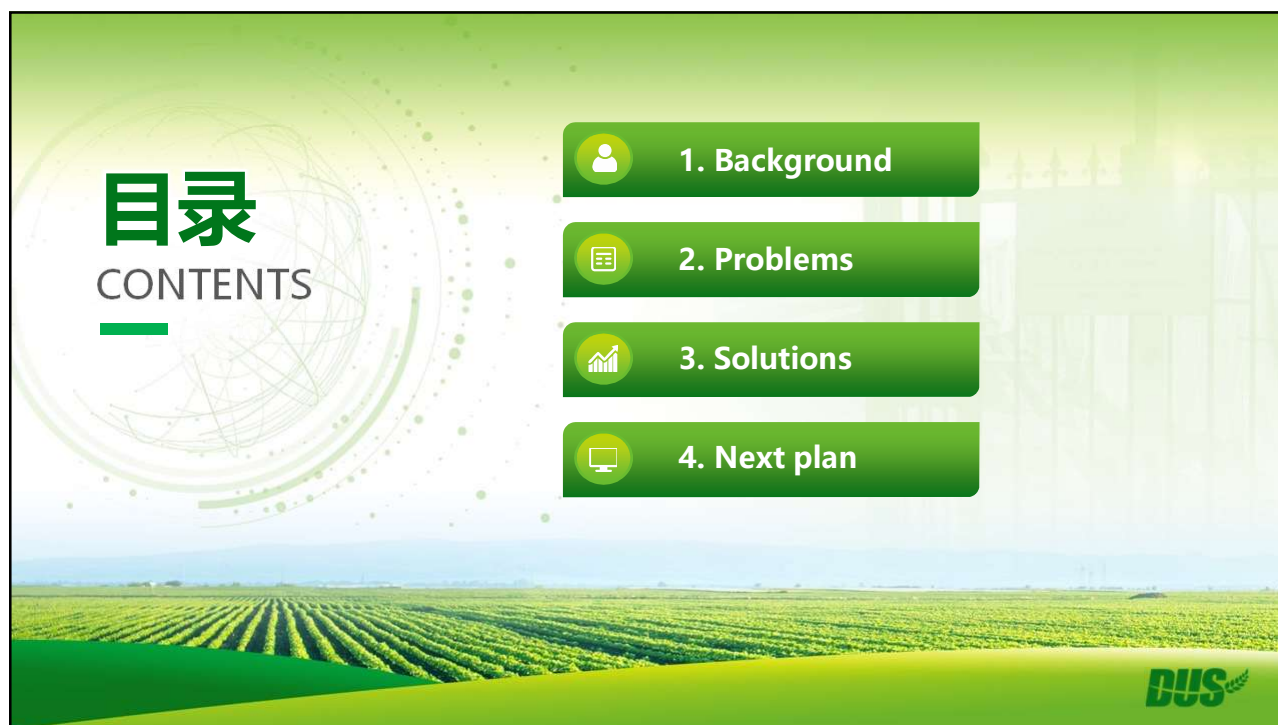 目录
CONTENTS
1. Background
2. Problems
3. Solutions
4. Next plan
DUS